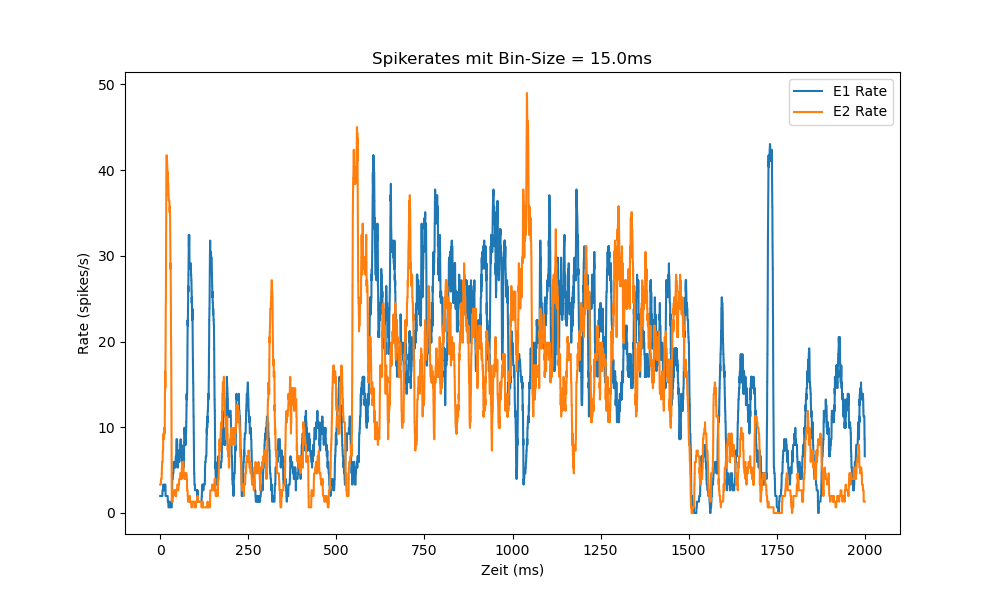 Spikerates mit Bin-Size = 15.0ms
E1 Rate
E2 Rate
Rate (spikes/s)
50
40
30
20
10
0
0 250 500 750 1000 1250 1500 1750 2000
Zeit (ms)